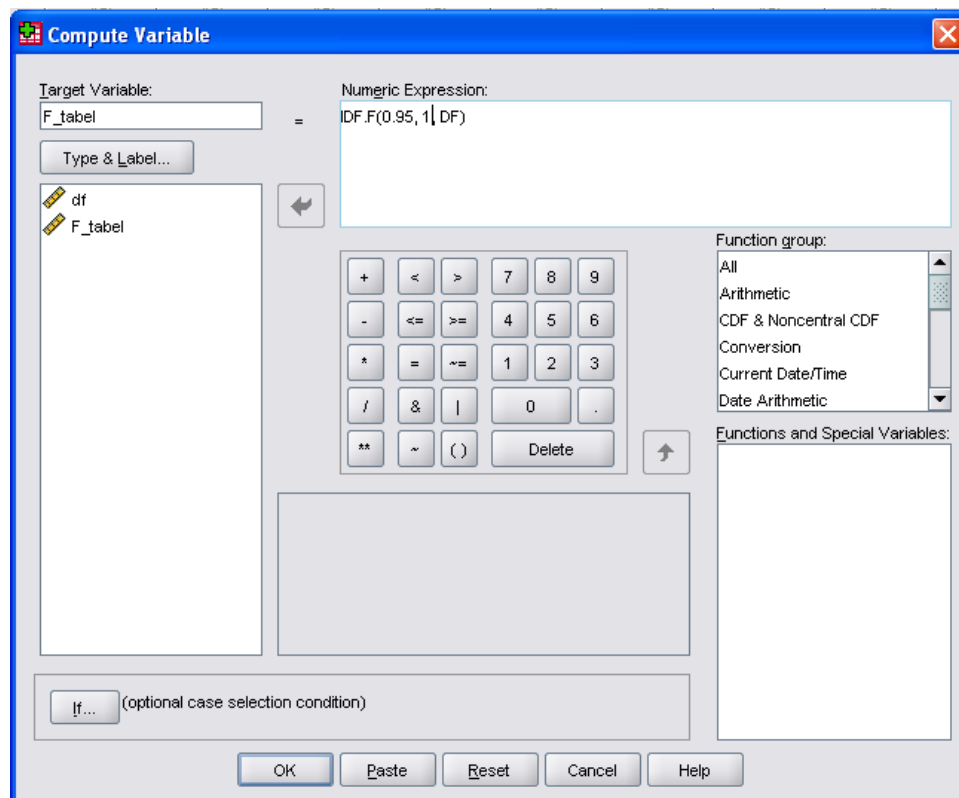 Compute Variable
Target Variable:
F_tabel
Type & Label...
=
Numeric Expression:
IDF.F(0.95, 1, DF)
df
F_tabel
+ < > 7 8 9
- <= >= 4 5 6
* = ~= 1 2 3
/ & | 0 .
** ~ ( ) Delete
Function group:
All
Arithmetic
CDF & Noncentral CDF
Conversion
Current Date/Time
Date Arithmetic
Functions and Special Variables:
If... (optional case selection condition)
OK Paste Reset Cancel Help